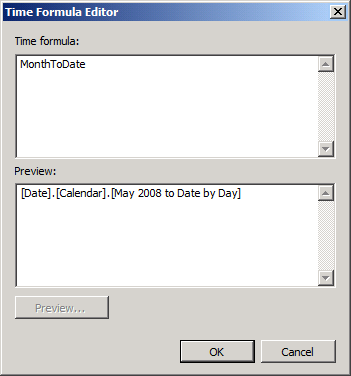 Time Formula Editor
Time formula:
MonthToDate
Preview:
[Date].[Calendar].[May 2008 to Date by Day]
Preview...
OK
Cancel